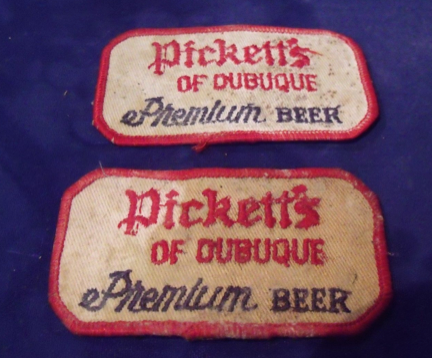 Pickett's
OF DUBUQUE
Premium BEER
Pickett's
OF DUBUQUE
Premium BEER